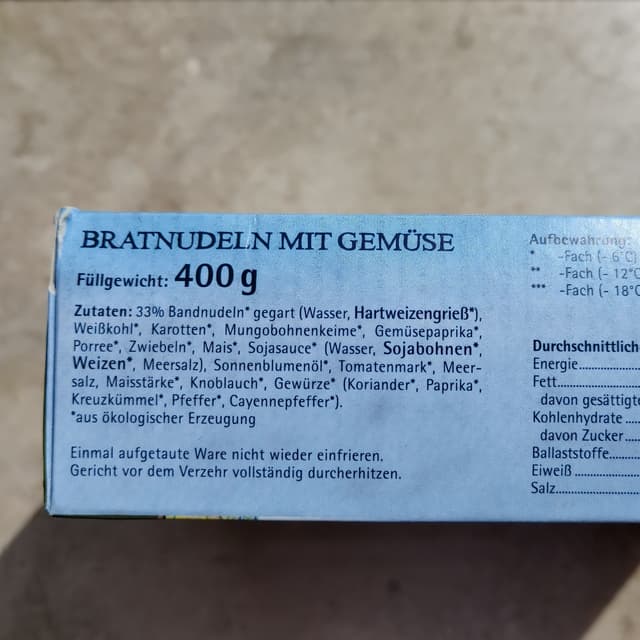 BRATNUDELN MIT GEMÜSE
Füllgewicht: 400 g
Zutaten: 33% Bandnudeln* gegart (Wasser, Hartweizengrieß*),
Weißkohl*, Karotten*, Mungobohnenkeime*, Gemüsepaprika*,
Porree*, Zwiebeln*, Mais*, Sojasauce* (Wasser, Sojabohnen*,
Weizen*, Meersalz), Sonnenblumenöl*, Tomatenmark*, Meer-
salz, Maisstärke*, Knoblauch*, Gewürze* (Koriander*, Paprika*,
Kreuzkümmel*, Pfeffer*, Cayennepfeffer*).
*aus ökologischer Erzeugung
Einmal aufgetaute Ware nicht wieder einfrieren.
Gericht vor dem Verzehr vollständig durcherhitzen.
Aufbewahrung:
* -Fach (- 6°C)
** -Fach (- 12°C
*** -Fach (- 18°C
Durchschnittlich
Energie
Fett
davon gesättigte
Kohlenhydrate
davon Zucker
Ballaststoffe
Eiweiß
Salz